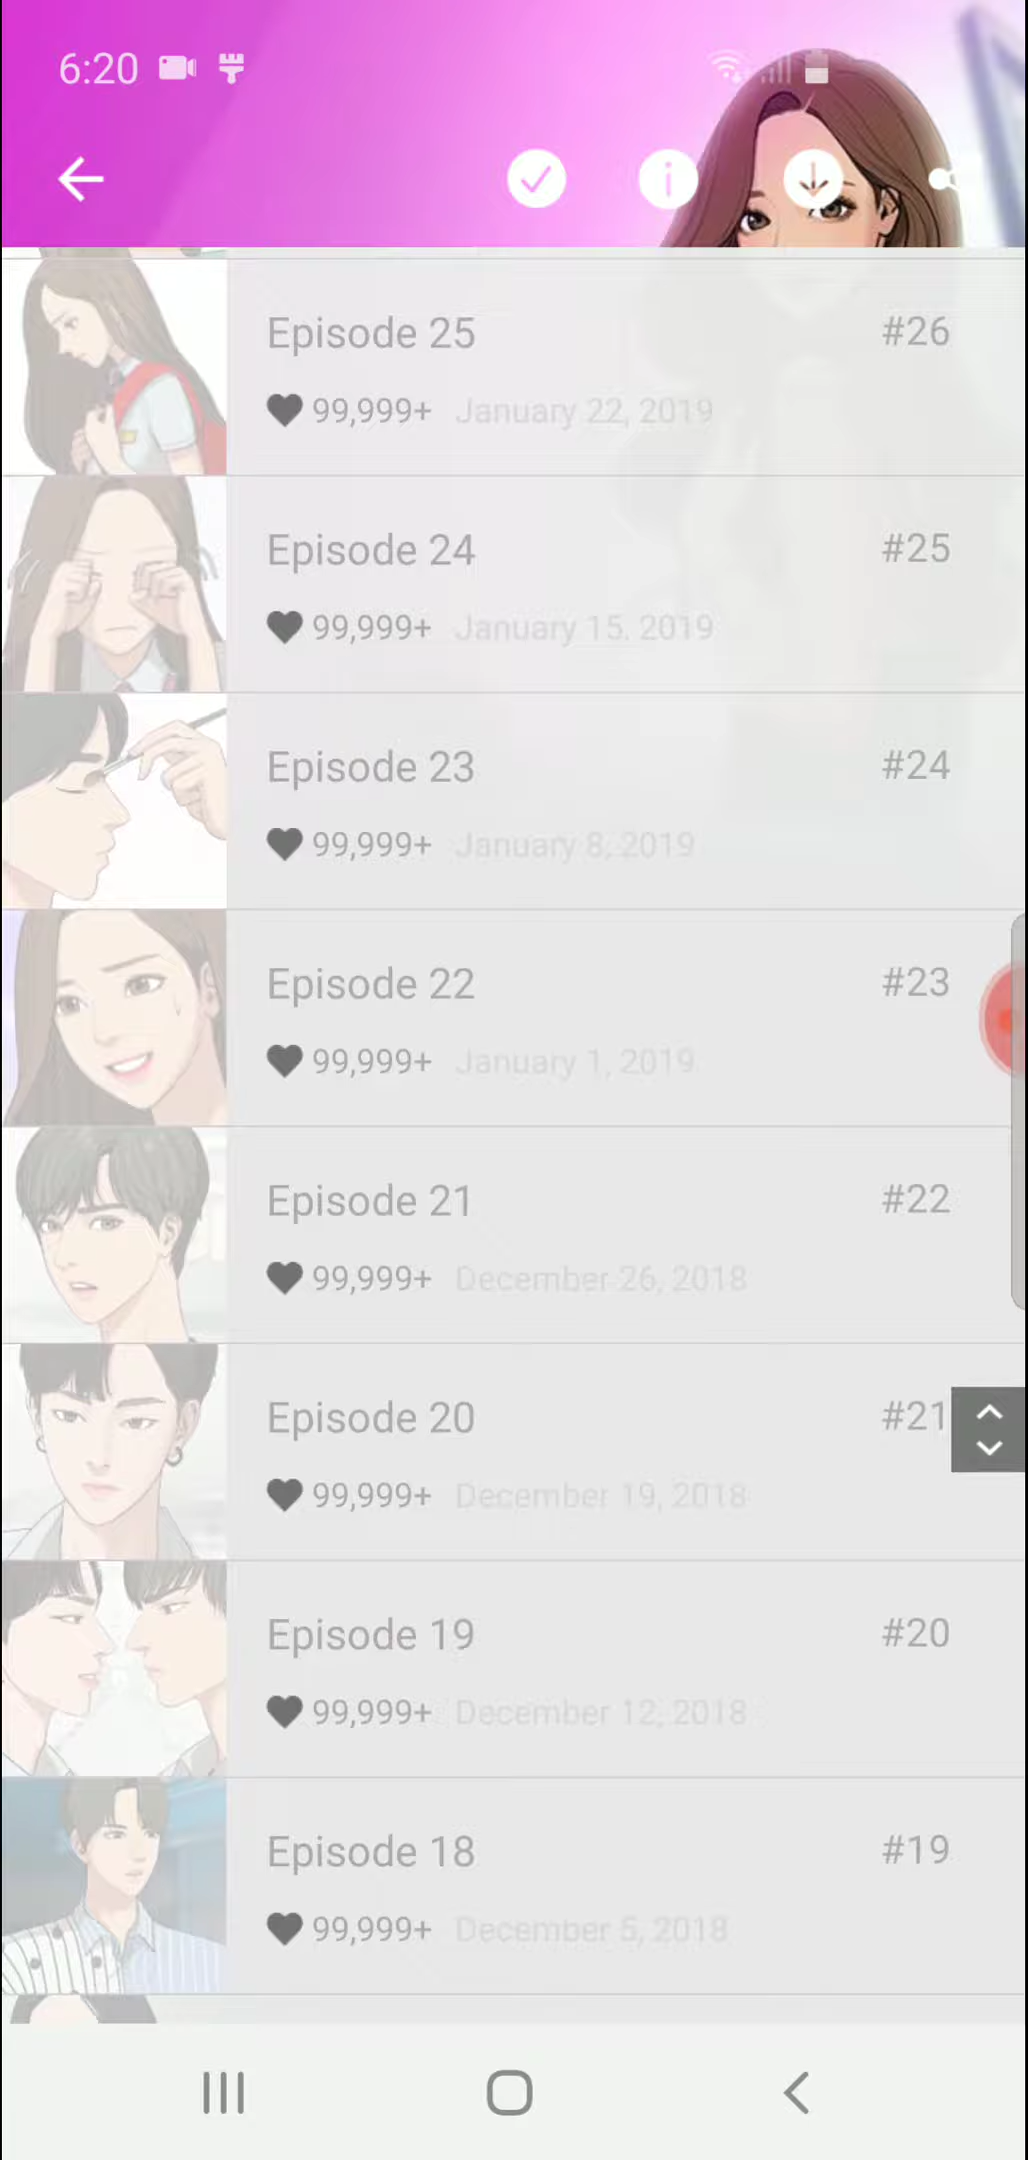 6:20
Episode 25 #26
99,999+ January 22, 2019
Episode 24 #25
99,999+ January 15, 2019
Episode 23 #24
99,999+ January 8, 2019
Episode 22 #23
99,999+ January 1, 2019
Episode 21 #22
99,999+ December 26, 2018
Episode 20 #21
99,999+ December 19, 2018
Episode 19 #20
99,999+ December 12, 2018
Episode 18 #19
99,999+ December 5, 2018